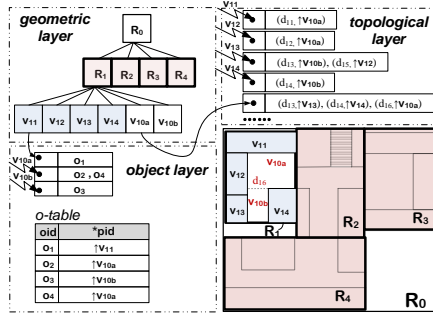 geometric
layer
R0
R1 R2 R3 R4
v11 v12 v13 v14 v10a v10b
v11
v12
v13
v14
(d11,↑v10a)
(d12,↑v10a)
(d13,↑v10b), (d15,↑v12)
(d14,↑v10b)
(d13,↑v13), (d14,↑v14), (d16,↑v10a)
......
topological
layer
v10a
v10b
o1
o2 , o4
o3
object layer
o-table
oid *pid
o1 ↑v11
o2 ↑v10a
o3 ↑v10b
o4 ↑v10a
v11
v10a
v12
d16
v13 v10b v14
R1
R2
R3
R4
R0